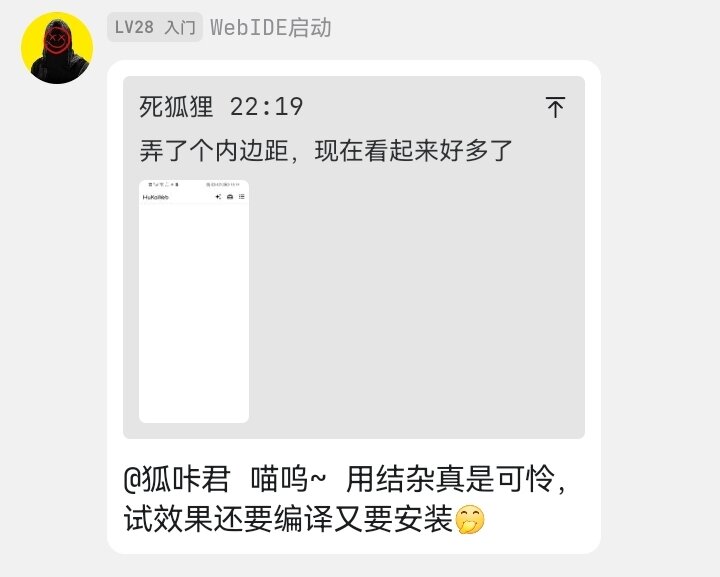 LV28 入门 WebIDE启动
死狐狸 22:19
弄了个内边距，现在看起来好多了
HuKaWeb
@狐咔君 喵呜~ 用结杂真是可怜，
试效果还要编译又要安装🤭